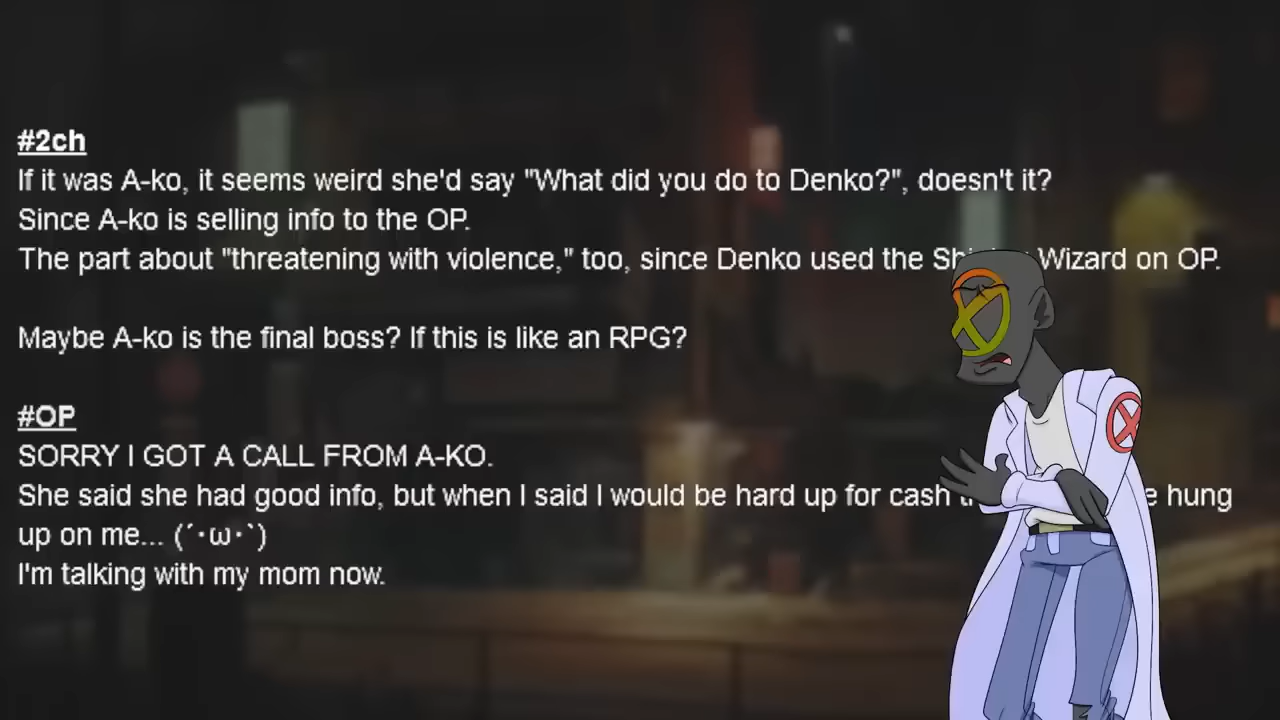 #2ch
If it was A-ko, it seems weird she'd say "What did you do to Denko?", doesn't it?
Since A-ko is selling info to the OP.
The part about "threatening with violence," too, since Denko used the Wizard on OP.
Maybe A-ko is the final boss? If this is like an RPG?
#OP
SORRY I GOT A CALL FROM A-KO.
She said she had good info, but when I said I would be hard up for cash hung
up on me... (´･ω･`)
I'm talking with my mom now.